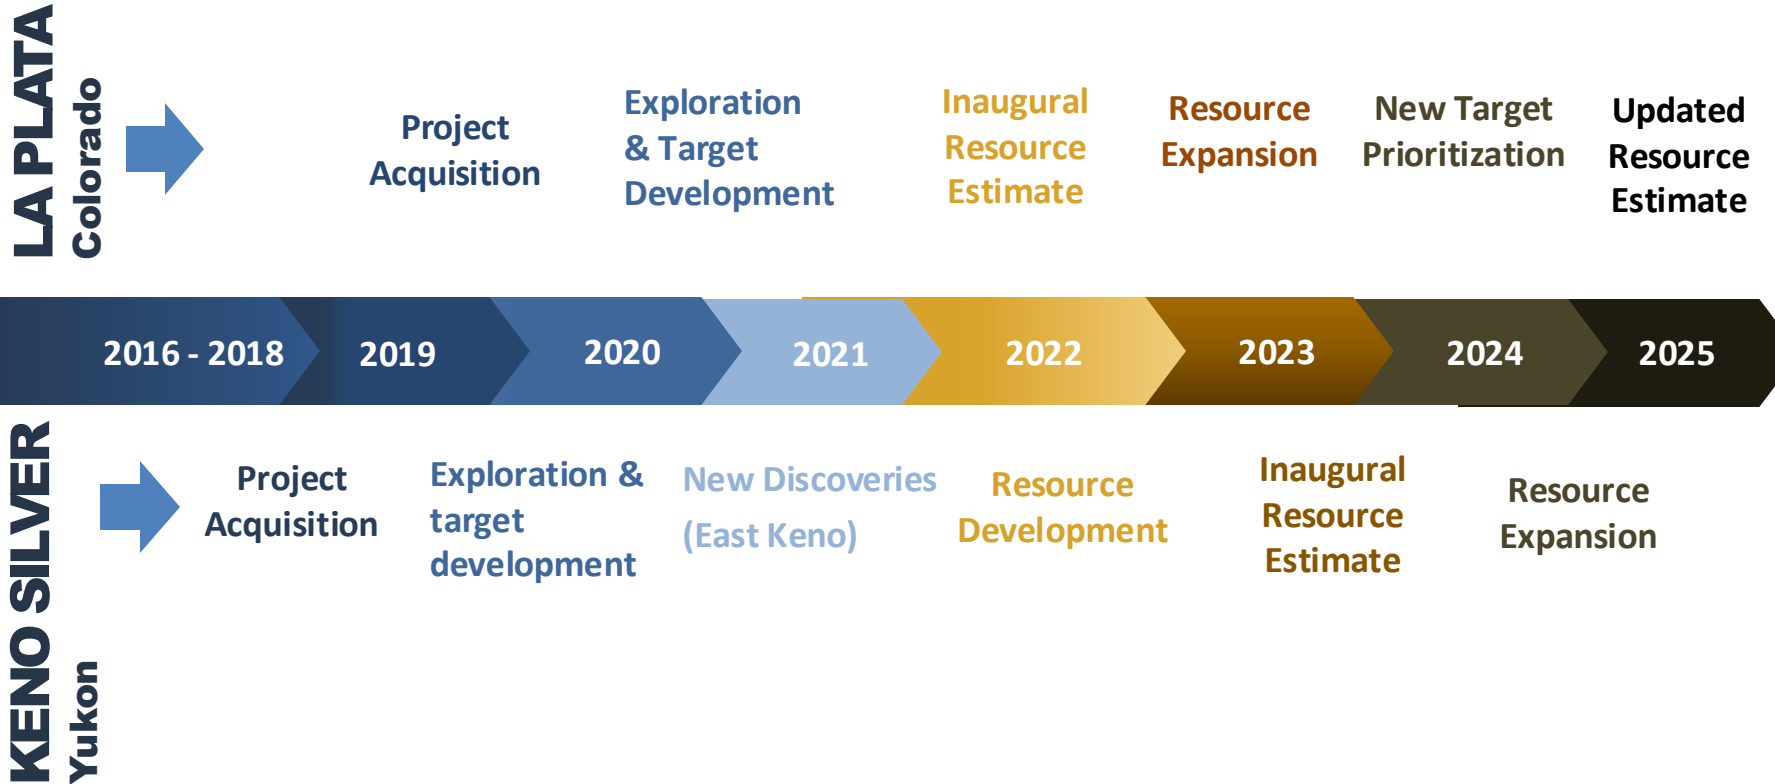 LA PLATA
Colorado
Project
Acquisition
Exploration
& Target
Development
Inaugural
Resource
Estimate
Resource
Expansion
New Target
Prioritization
Updated
Resource
Estimate
2016 - 2018
2019
2020
2021
2022
2023
2024
2025
KENO SILVER
Yukon
Project
Acquisition
Exploration &
target
development
New Discoveries
(East Keno)
Resource
Development
Inaugural
Resource
Estimate
Resource
Expansion